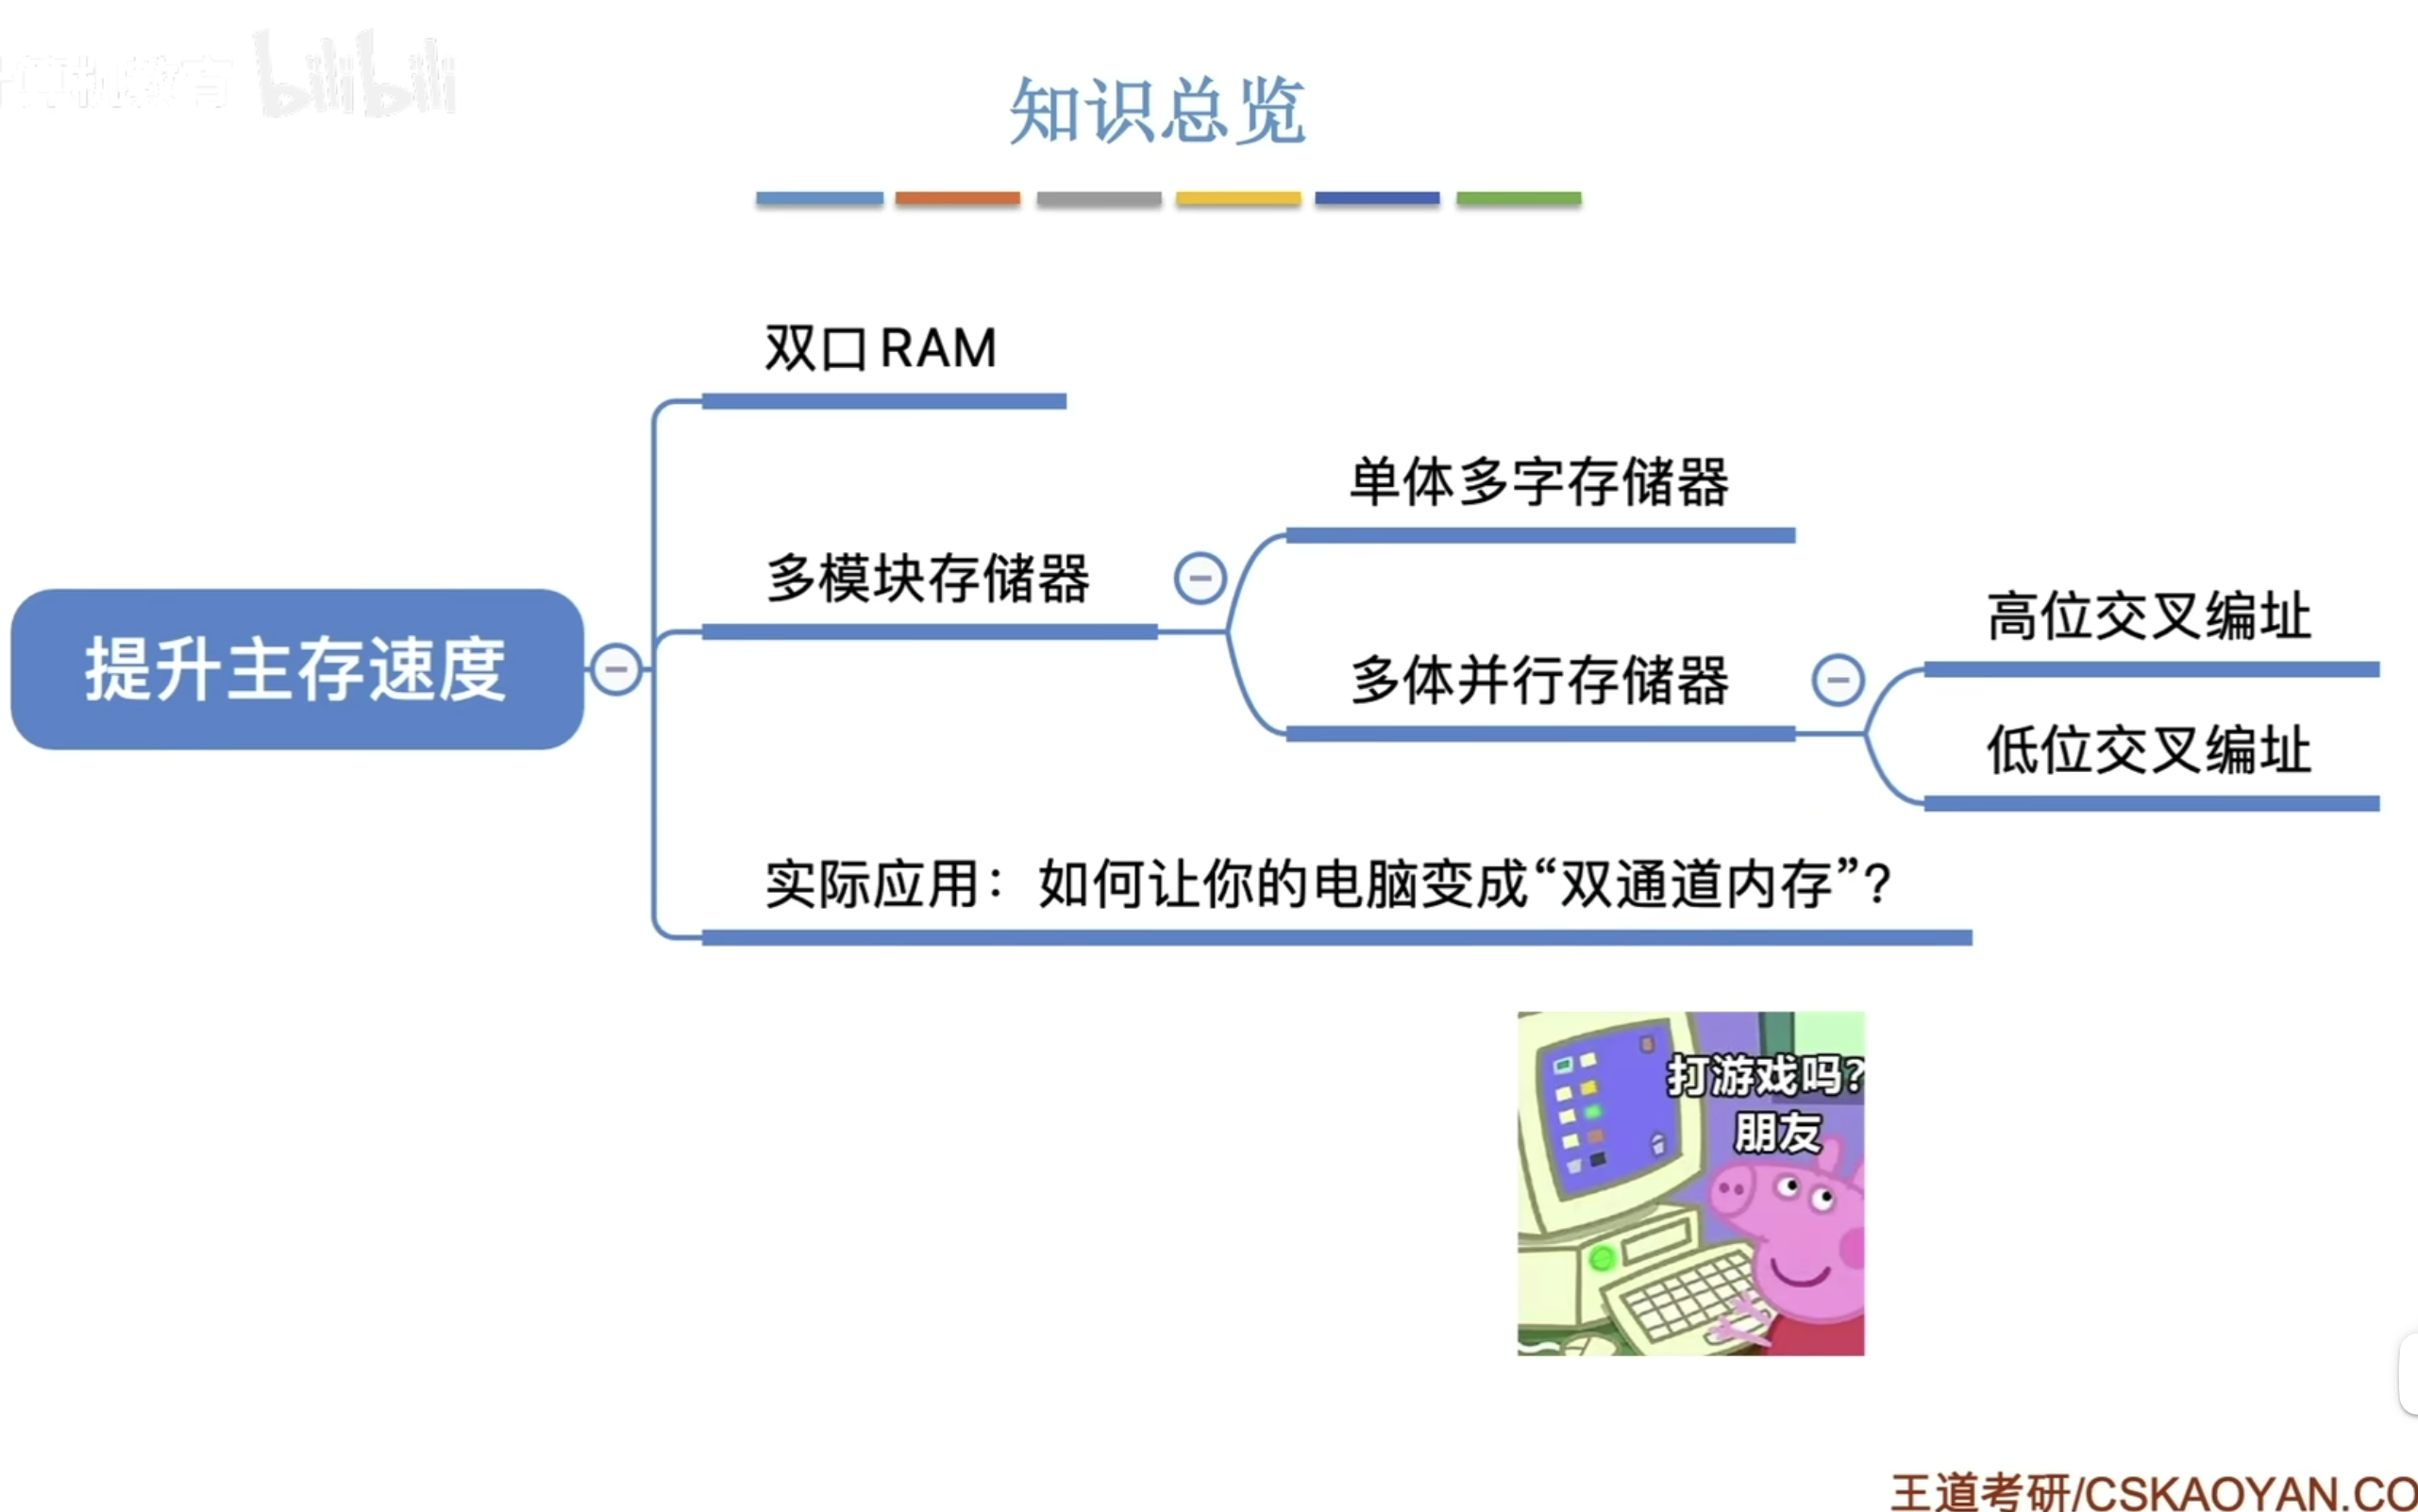 算机教育 bilibili
知识总览
双口 RAM
单体多字存储器
多模块存储器
高位交叉编址
提升主存速度
多体并行存储器
低位交叉编址
实际应用：如何让你的电脑变成“双通道内存”？
打游戏吗？
朋友
王道考研/CSKAOYAN.CO